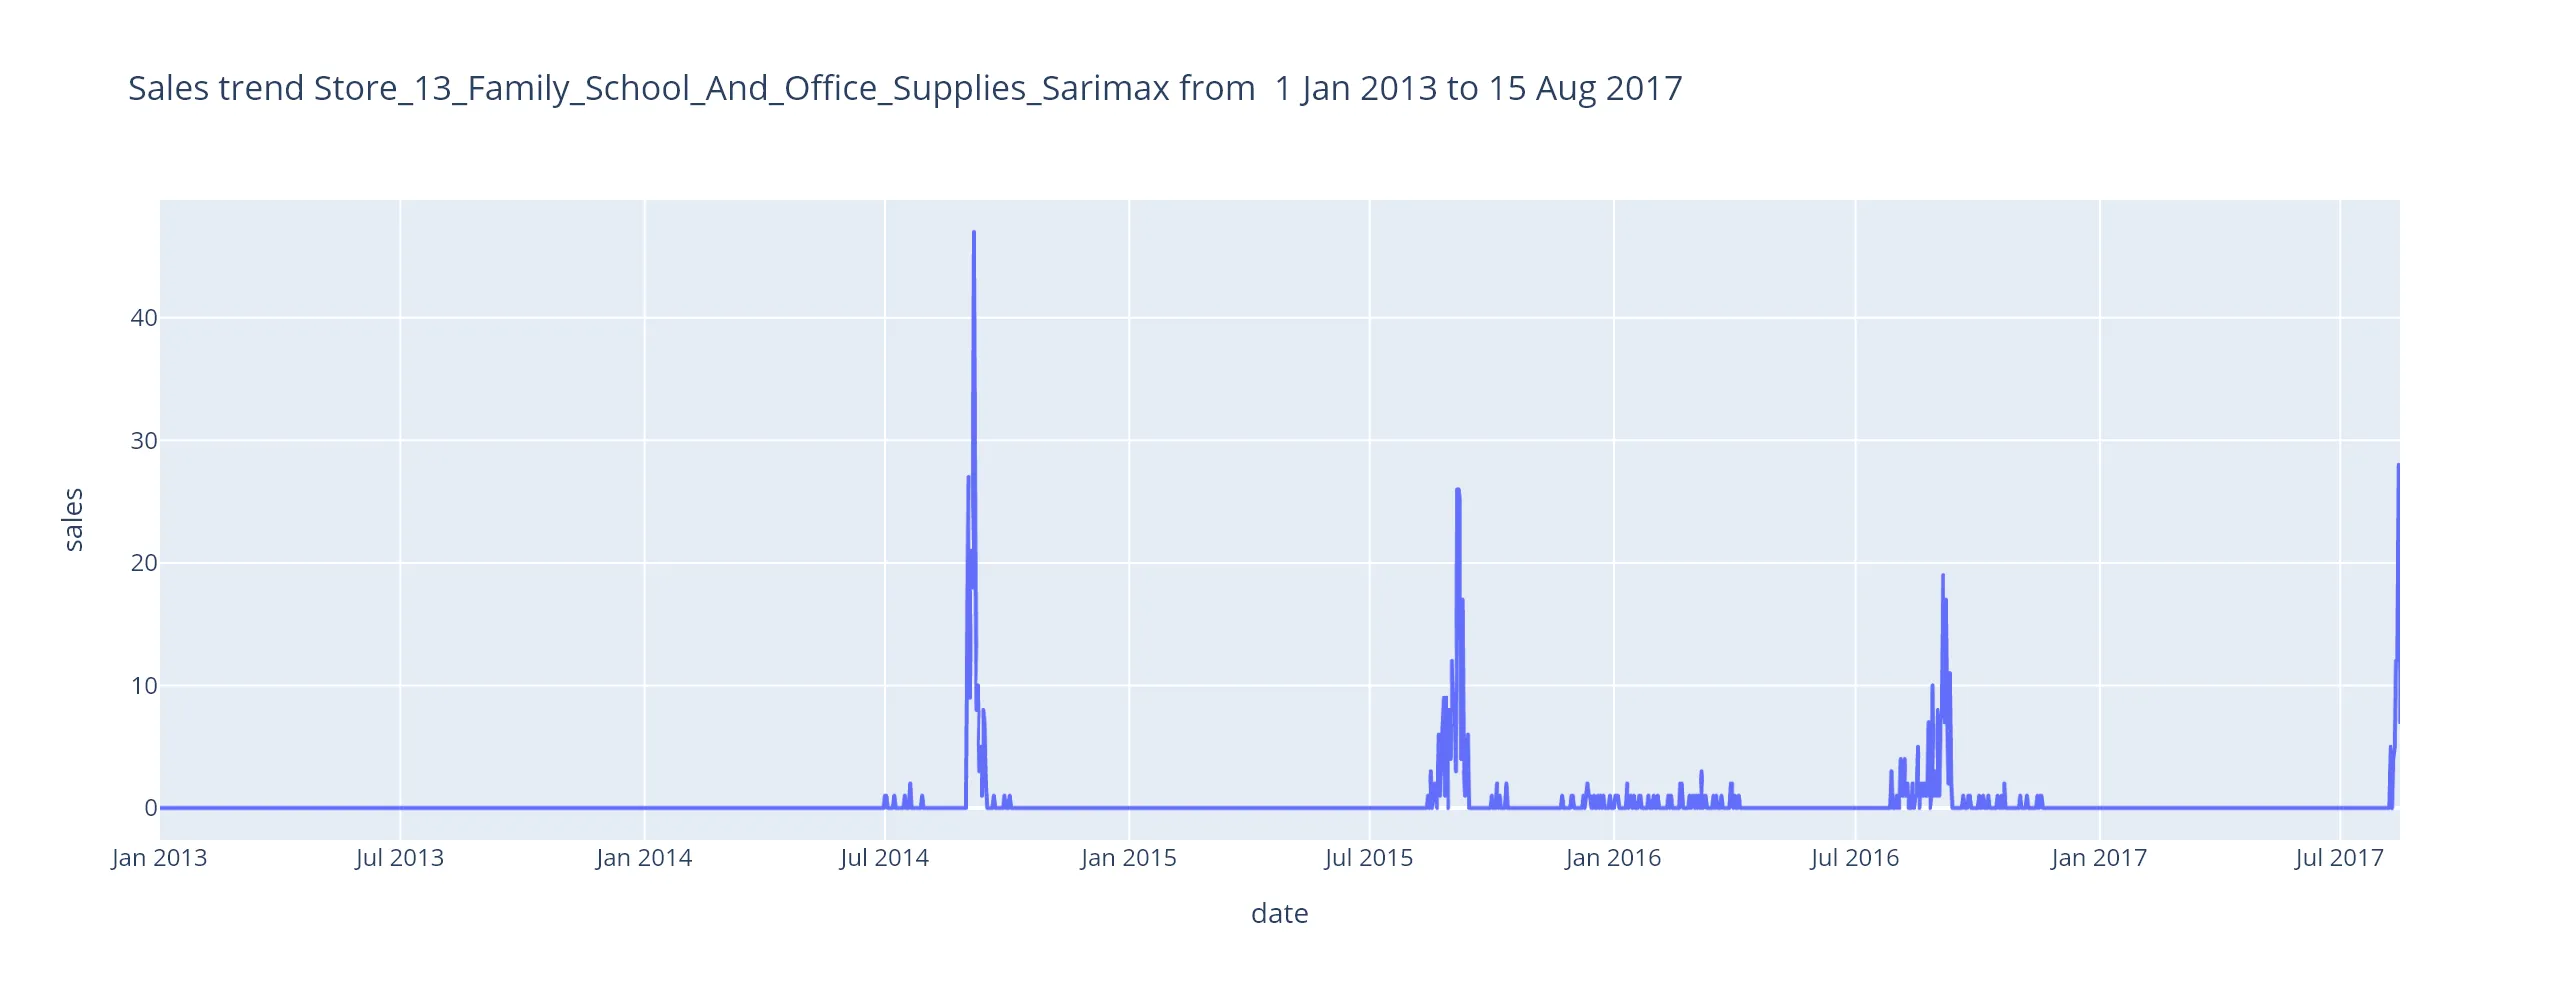 Sales trend Store_13_Family_School_And_Office_Supplies_Sarimax from  1 Jan 2013 to 15 Aug 2017
40
30
20
10
0
sales
Jan 2013 Jul 2013 Jan 2014 Jul 2014 Jan 2015 Jul 2015 Jan 2016 Jul 2016 Jan 2017 Jul 2017
date